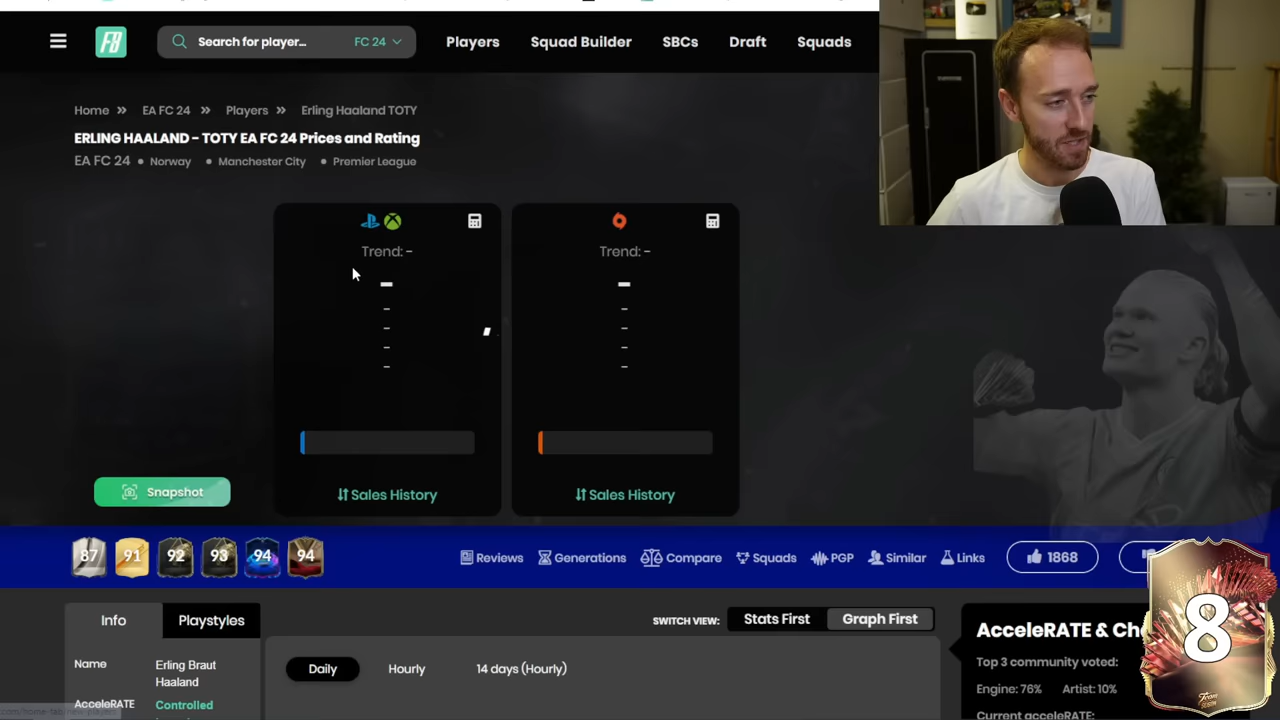 FB
Search for player...
FC 24
Players
Squad Builder
SBCs
Draft
Squads
Home » EA FC 24 » Players » Erling Haaland TOTY
ERLING HAALAND - TOTY EA FC 24 Prices and Rating
EA FC 24 • Norway • Manchester City • Premier League
Trend: -
Trend: -
-
-
-
-
-
-
-
-
-
-
Snapshot
Sales History
Sales History
87
91
92
93
94
94
Reviews
Generations
Compare
Squads
PGP
Similar
Links
1868
8
Info
Playstyles
SWITCH VIEW:
Stats First
Graph First
AcceleRATE & Ch
Top 3 community voted:
Name
Erling Braut
Haaland
Daily
Hourly
14 days (Hourly)
Engine: 76%
Artist: 10%
AcceleRATE
Controlled
Current acceleRATE: